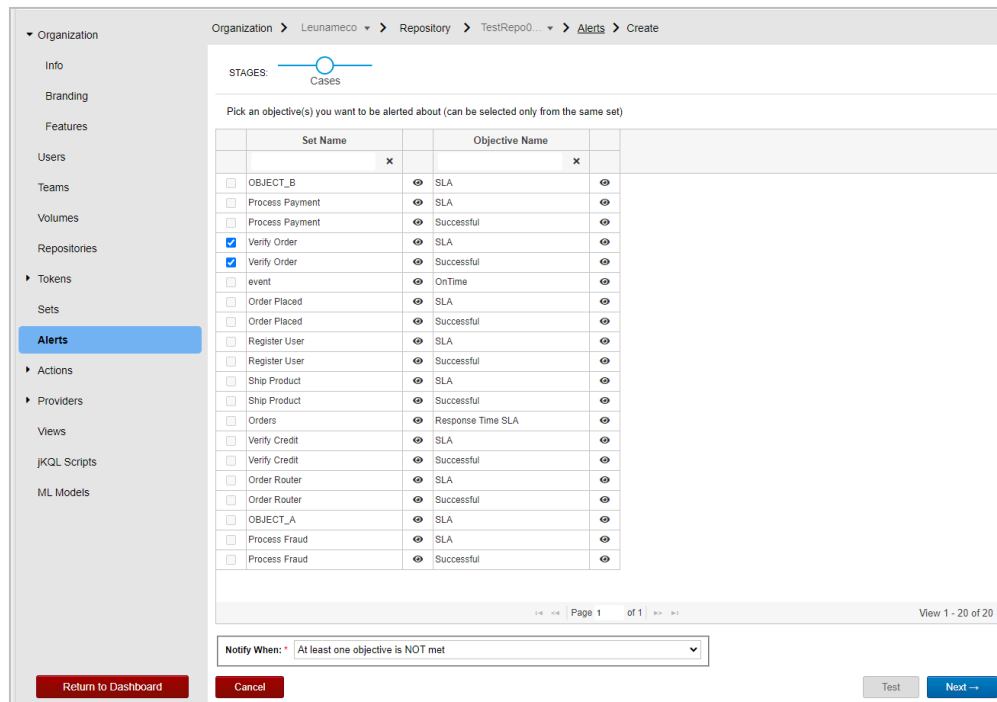 Organization
Info
Branding
Features
Users
Teams
Volumes
Repositories
Tokens
Sets
Alerts
Actions
Providers
Views
jKQL Scripts
ML Models
Return to Dashboard
Organization Leunameco Repository TestRepo0... Alerts Create
STAGES:
Cases
Pick an objective(s) you want to be alerted about (can be selected only from the same set)
Set Name Objective Name
× ×
OBJECT_B SLA
Process Payment SLA
Process Payment Successful
Verify Order SLA
Verify Order Successful
event OnTime
Order Placed SLA
Order Placed Successful
Register User SLA
Register User Successful
Ship Product SLA
Ship Product Successful
Orders Response Time SLA
Verify Credit SLA
Verify Credit Successful
Order Router SLA
Order Router Successful
OBJECT_A SLA
Process Fraud SLA
Process Fraud Successful
Page 1 of 1 View 1 - 20 of 20
Notify When: * At least one objective is NOT met
Cancel Test Next →